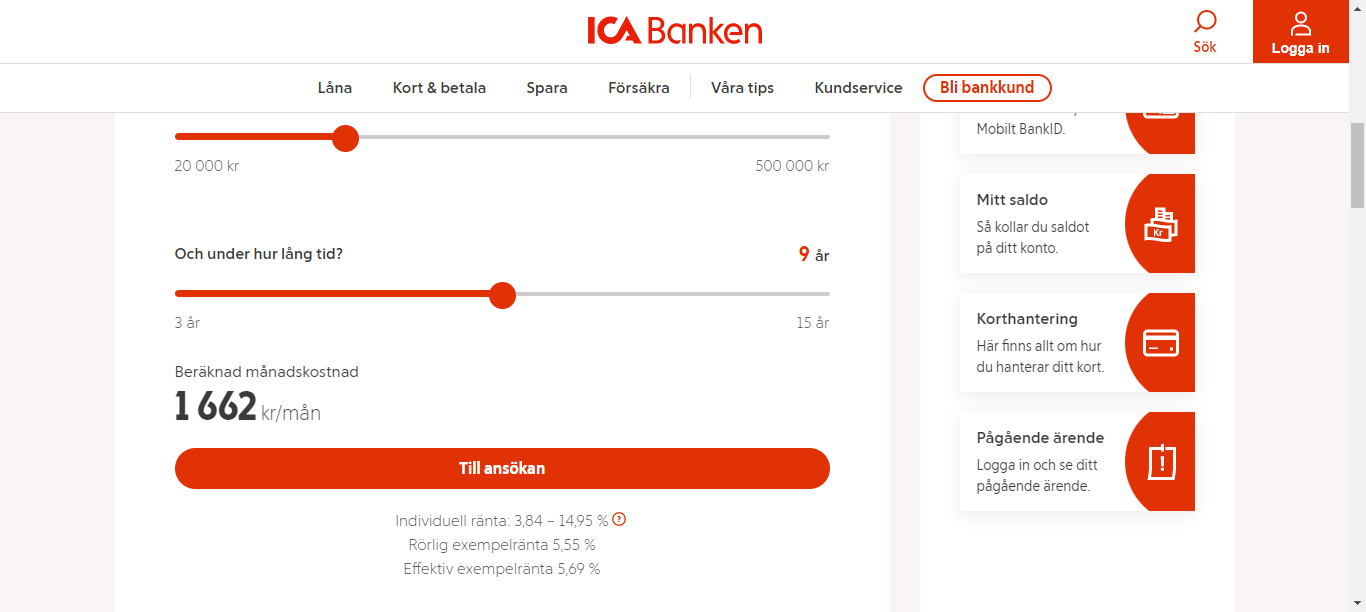 ICA Banken
Sök
Logga in
Låna
Kort & betala
Spara
Försäkra
Våra tips
Kundservice
Bli bankkund
20 000 kr
500 000 kr
Och under hur lång tid?
9 år
3 år
15 år
Beräknad månadskostnad
1 662 kr/mån
Till ansökan
Individuell ränta: 3,84 – 14,95 % ?
Rörlig exempelränta 5,55 %
Effektiv exempelränta 5,69 %
Mobilt BankID.
Mitt saldo
Så kollar du saldot
på ditt konto.
Kr
Korthantering
Här finns allt om hur
du hanterar ditt kort.
Pågående ärende
Logga in och se ditt
pågående ärende.